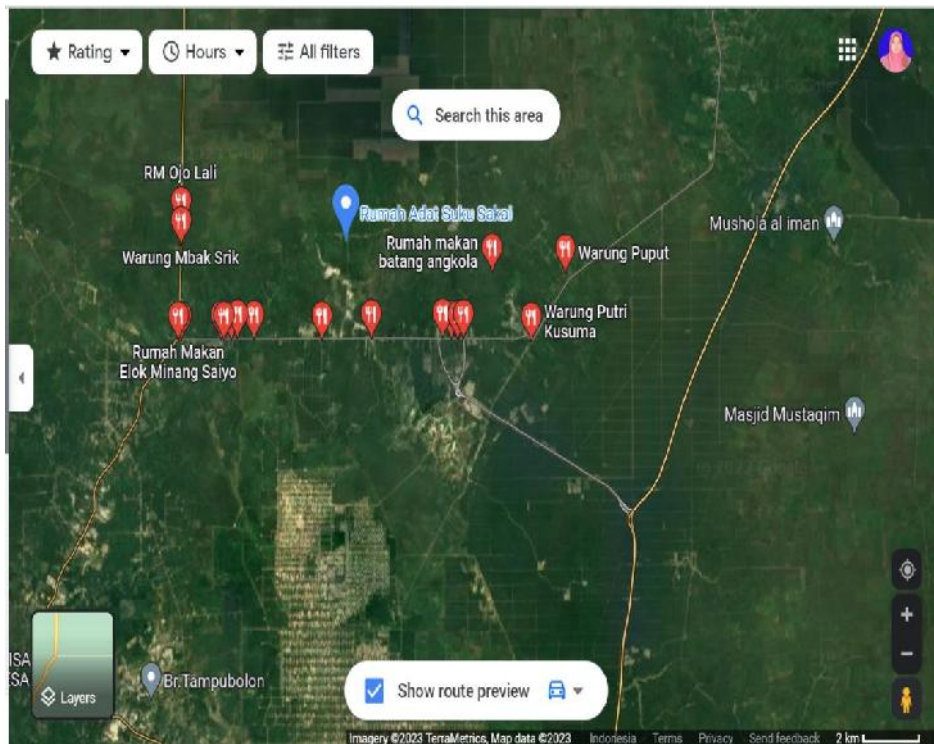 Rating
Hours
All filters
Search this area
RM Ojo Lali
Rumah Adat Suku Sakai
Mushola al iman
Rumah makan
batang angkola
Warung Puput
Warung Mbak Srik
Warung Putri
Kusuma
Rumah Makan
Elok Minang Saiyo
Masjid Mustaqim
ISA
ESA
Br.Tampubolon
Layers
Show route preview
Imagery ©2023 TerraMetrics, Map data ©2023 Indonesia Terms Privacy Send feedback 2 km